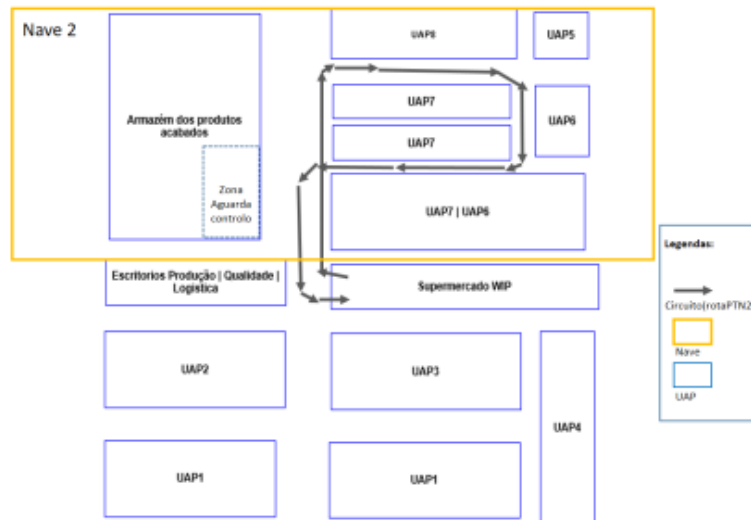 Nave 2
UAP8
UAP5
Armazém dos produtos
acabados
UAP7
UAP6
UAP7
Zona
Aguarda
controlo
UAP7 | UAP6
Legendas:
Escritorios Produção | Qualidade |
Logística
Supermercado WIP
Circuito(rotaPTN2
Nave
UAP
UAP2
UAP3
UAP4
UAP1
UAP1